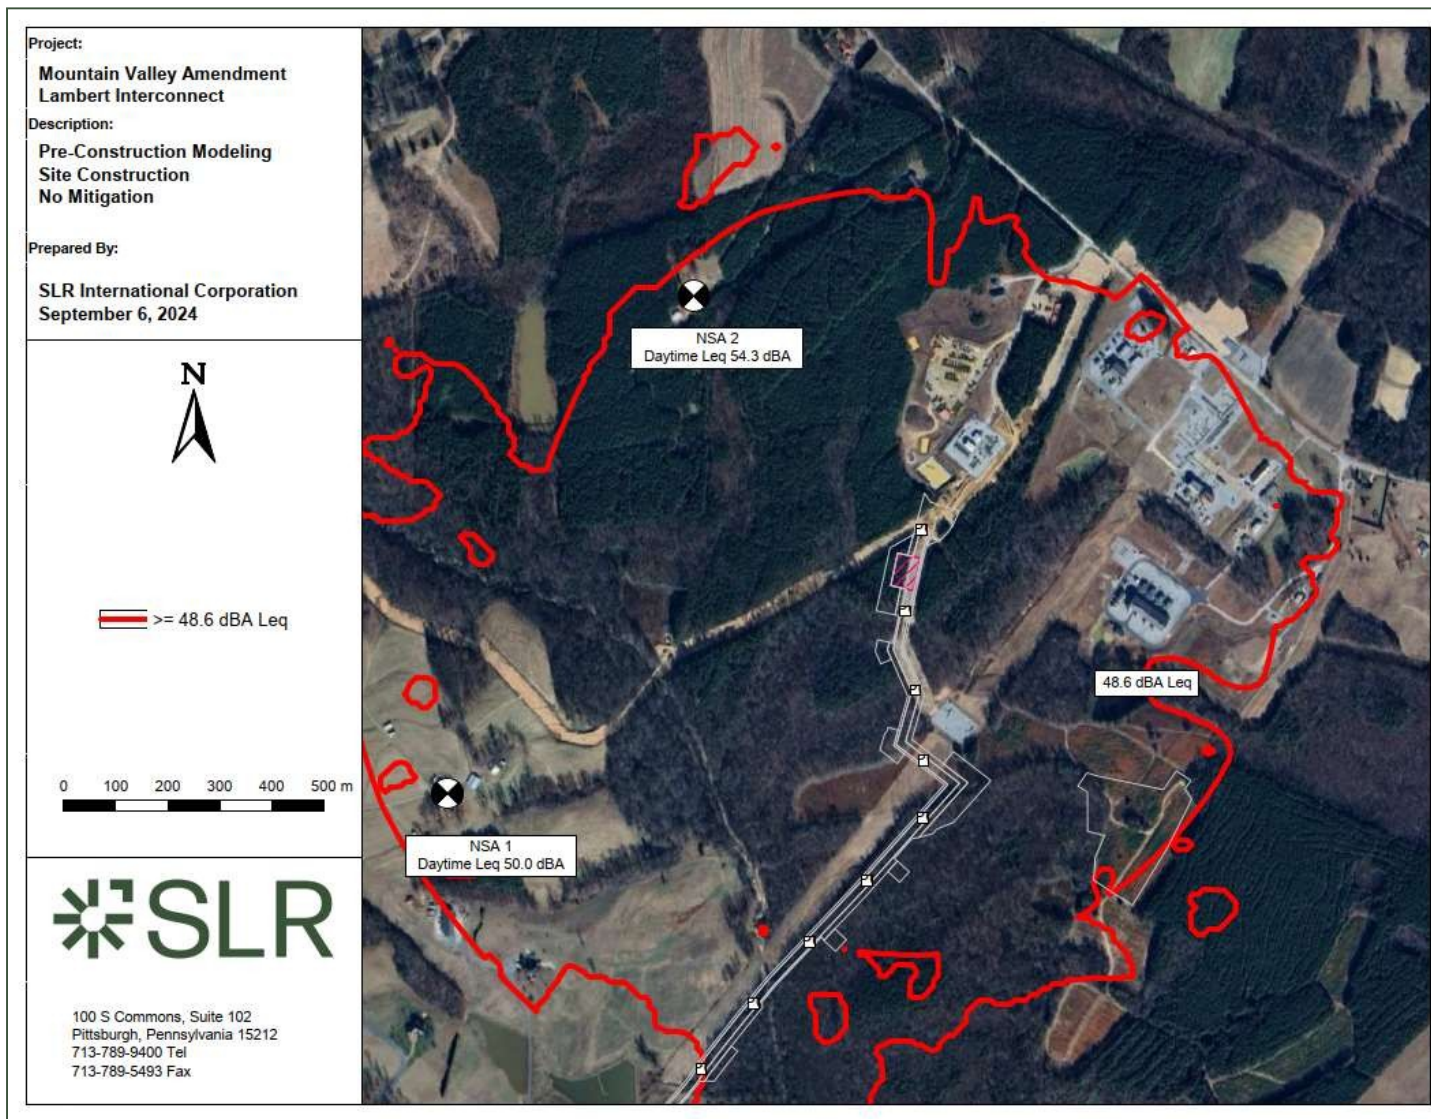 Project:
Mountain Valley Amendment
Lambert Interconnect
Description:
Pre-Construction Modeling
Site Construction
No Mitigation
Prepared By:
SLR International Corporation
September 6, 2024
N
>= 48.6 dBA Leq
0 100 200 300 400 500 m
SLR
100 S Commons, Suite 102
Pittsburgh, Pennsylvania 15212
713-789-9400 Tel
713-789-5493 Fax
NSA 2
Daytime Leq 54.3 dBA
48.6 dBA Leq
NSA 1
Daytime Leq 50.0 dBA